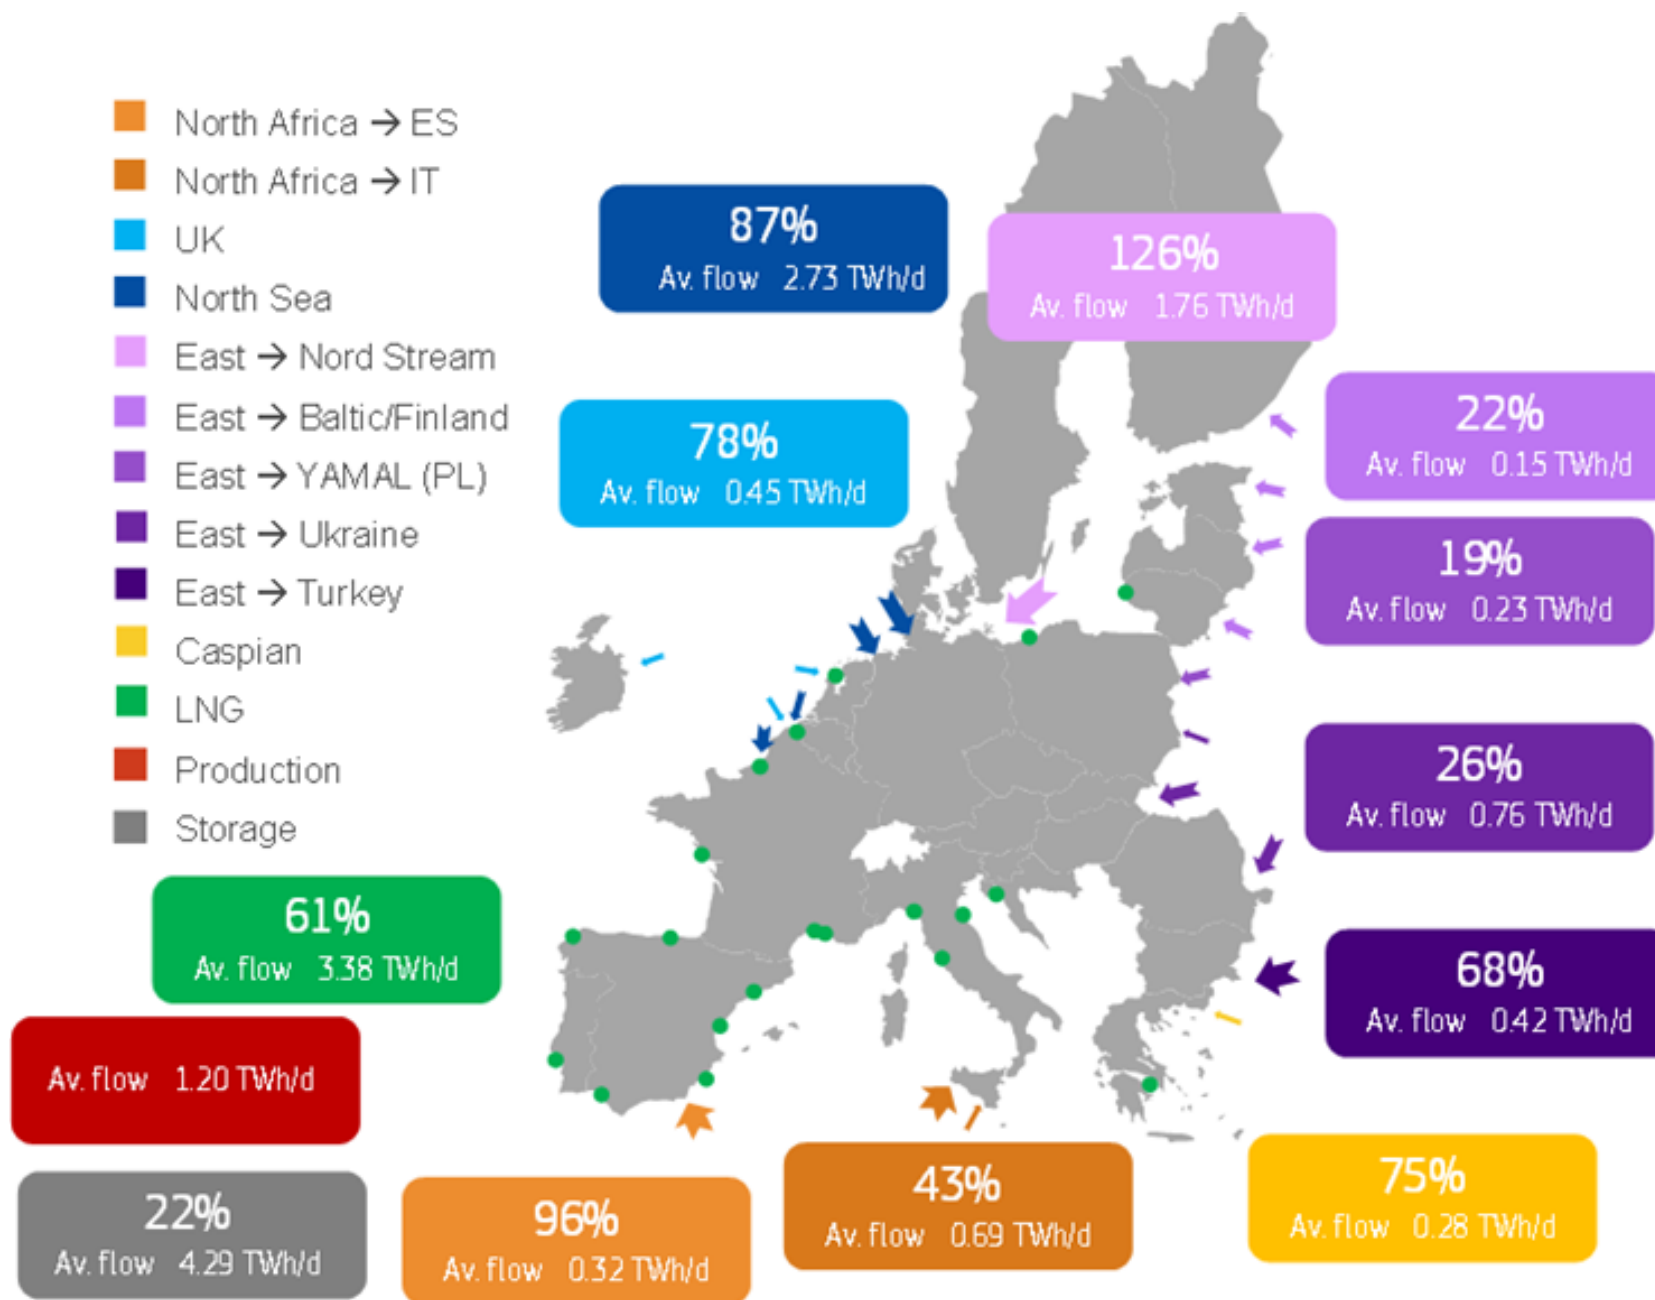 North Africa → ES
North Africa → IT
UK
North Sea
East → Nord Stream
East → Baltic/Finland
East → YAMAL (PL)
East → Ukraine
East → Turkey
Caspian
LNG
Production
Storage
87%
Av. flow 2.73 TWh/d
126%
Av. flow 1.76 TWh/d
78%
Av. flow 0.45 TWh/d
22%
Av. flow 0.15 TWh/d
19%
Av. flow 0.23 TWh/d
26%
Av. flow 0.76 TWh/d
61%
Av. flow 3.38 TWh/d
68%
Av. flow 0.42 TWh/d
Av. flow 1.20 TWh/d
22%
Av. flow 4.29 TWh/d
96%
Av. flow 0.32 TWh/d
43%
Av. flow 0.69 TWh/d
75%
Av. flow 0.28 TWh/d